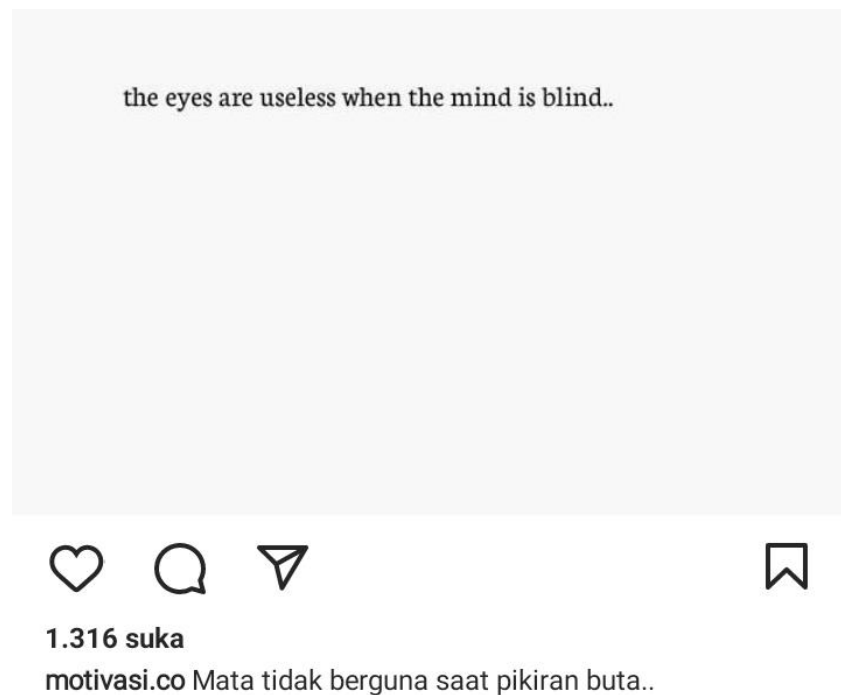 the eyes are useless when the mind is blind..
1.316 suka
motivasi.co Mata tidak berguna saat pikiran buta..